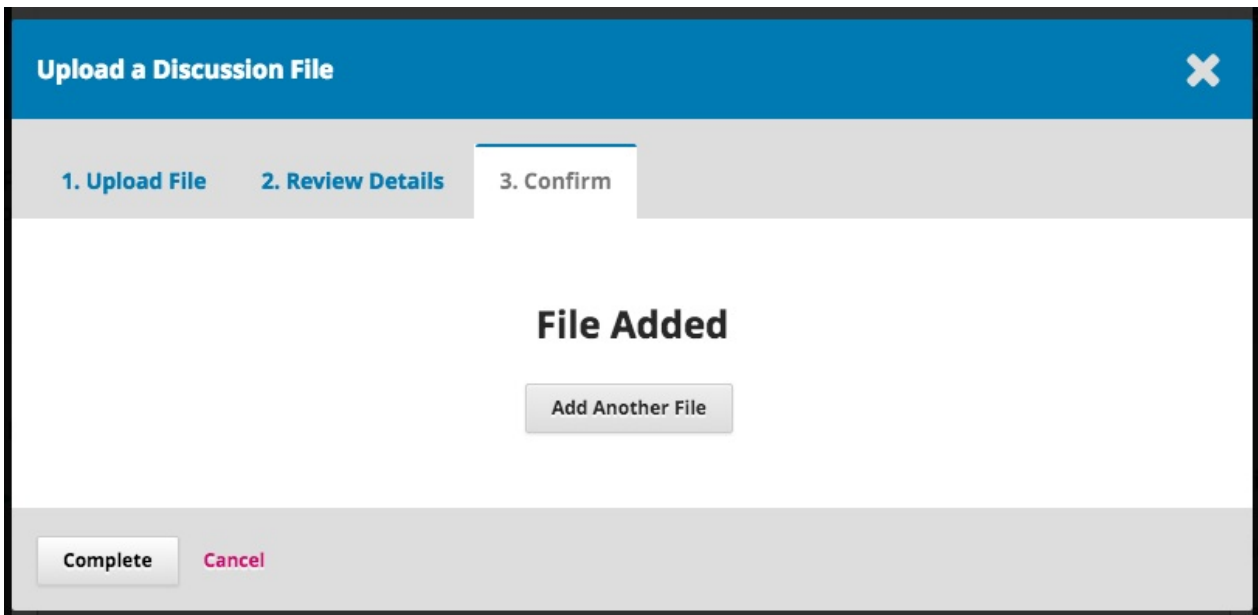 Upload a Discussion File
1. Upload File 2. Review Details 3. Confirm
File Added
Add Another File
Complete Cancel